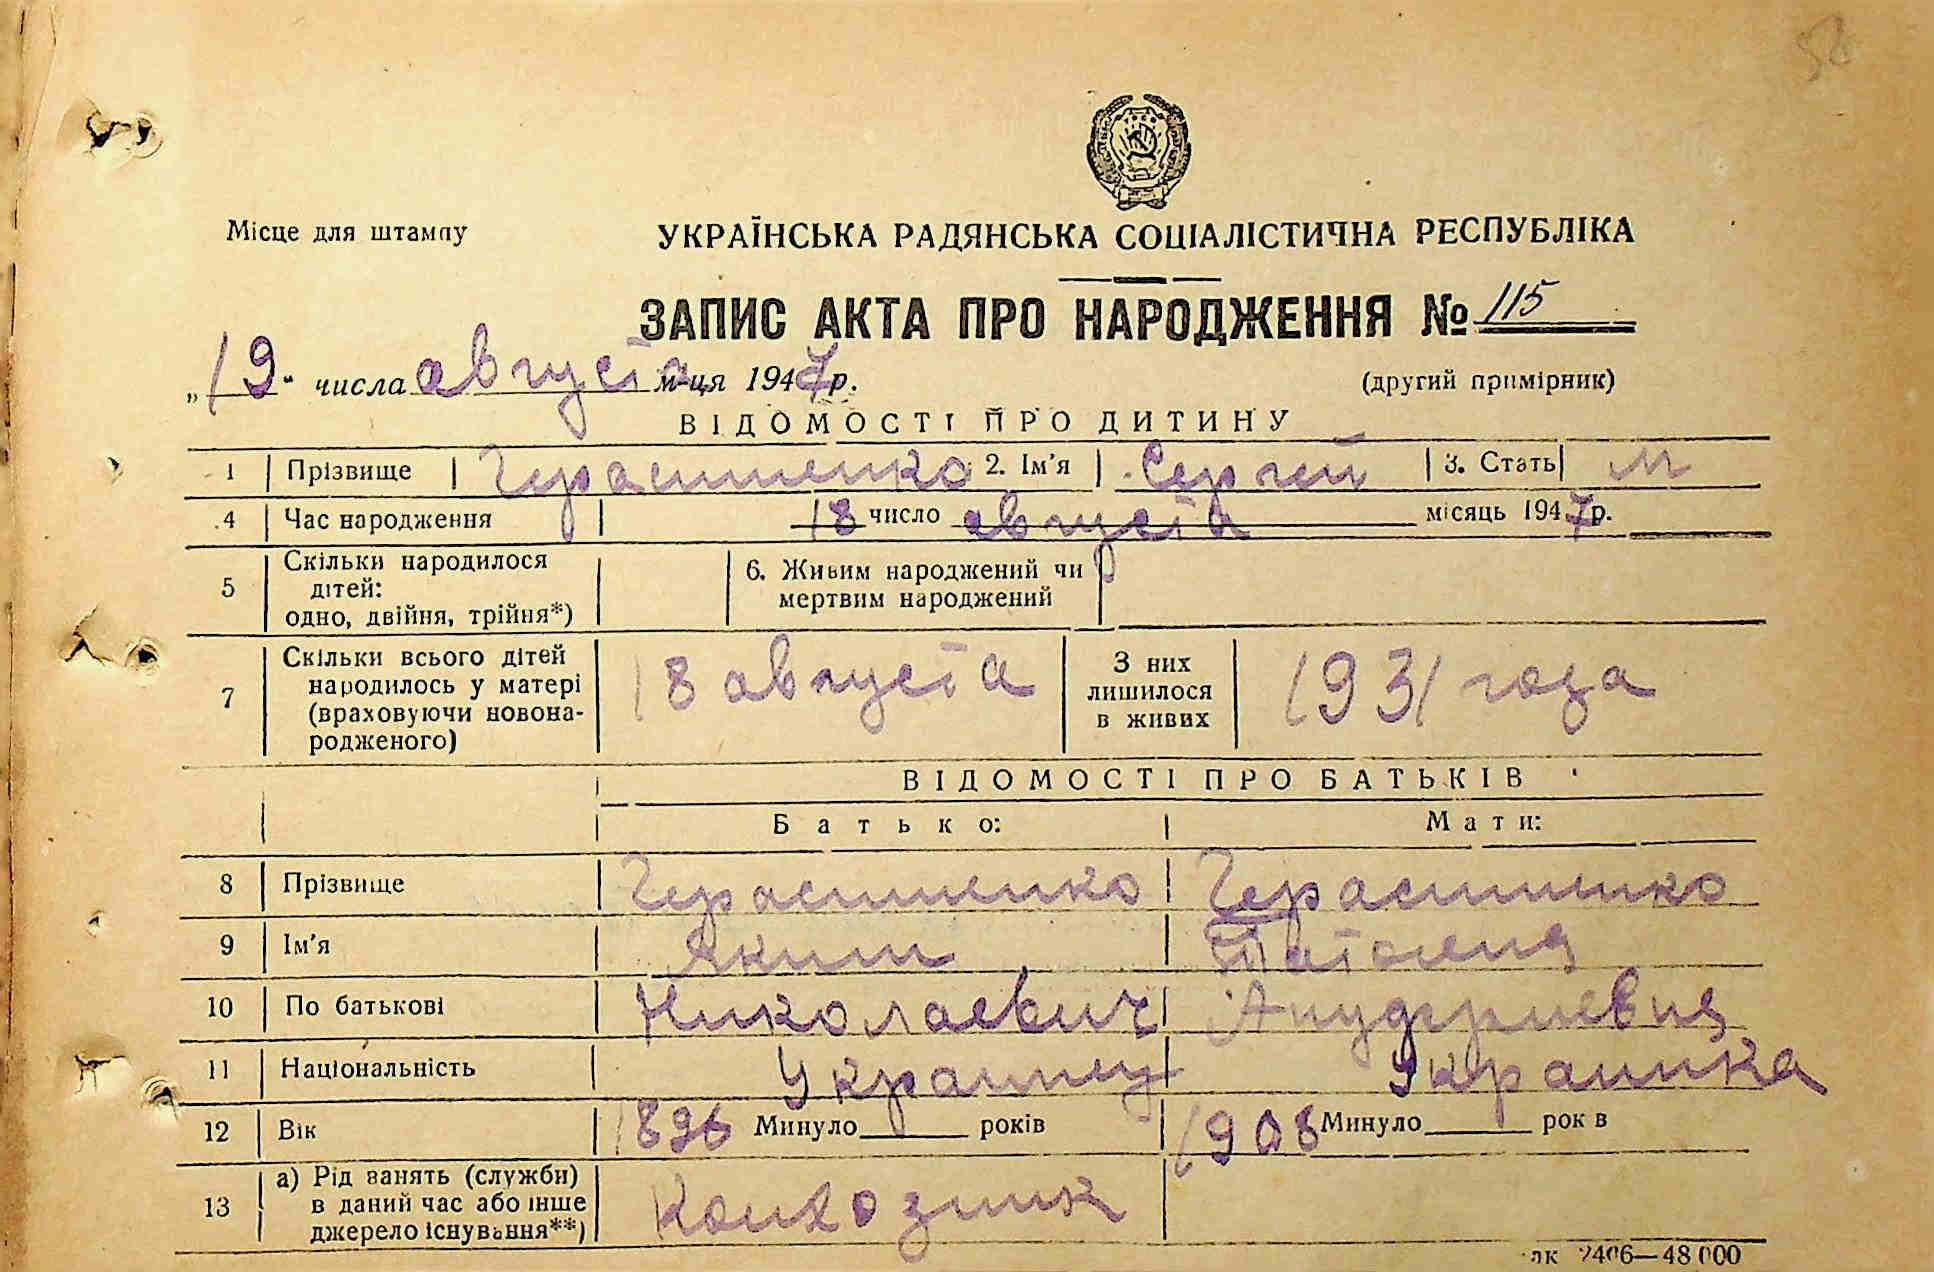 58
Місце для штампу
УКРАЇНСЬКА РАДЯНСЬКА СОЦІАЛІСТИЧНА РЕСПУБЛІКА
ЗАПИС АКТА ПРО НАРОДЖЕННЯ № 115
„19" числа августа м-ця 1947 р.
(другий примірник)
ВІДОМОСТІ ПРО ДИТИНУ
1 Прізвище Герасименко 2. Ім'я Сергей 3. Стать м
4 Час народження 18 число августа місяць 1947 р.
5 Скільки народилося дітей: одно, двійня, трійня*) 6. Живим народжений чи мертвим народжений
7 Скільки всього дітей народилось у матері (враховуючи новонародженого) 18 августа З них лишилося в живих 1931 года
ВІДОМОСТІ ПРО БАТЬКІВ
Батько: Мати:
8 Прізвище Герасименко Герасименко
9 Ім'я Яким Татьяна
10 По батькові Николаевич
11 Національність Украинец Украинка
12 Вік 1896 Минуло років 1908 Минуло років
13 а) Рід занять (служби) в даний час або інше джерело існування**) Колхозник
2406—48 000